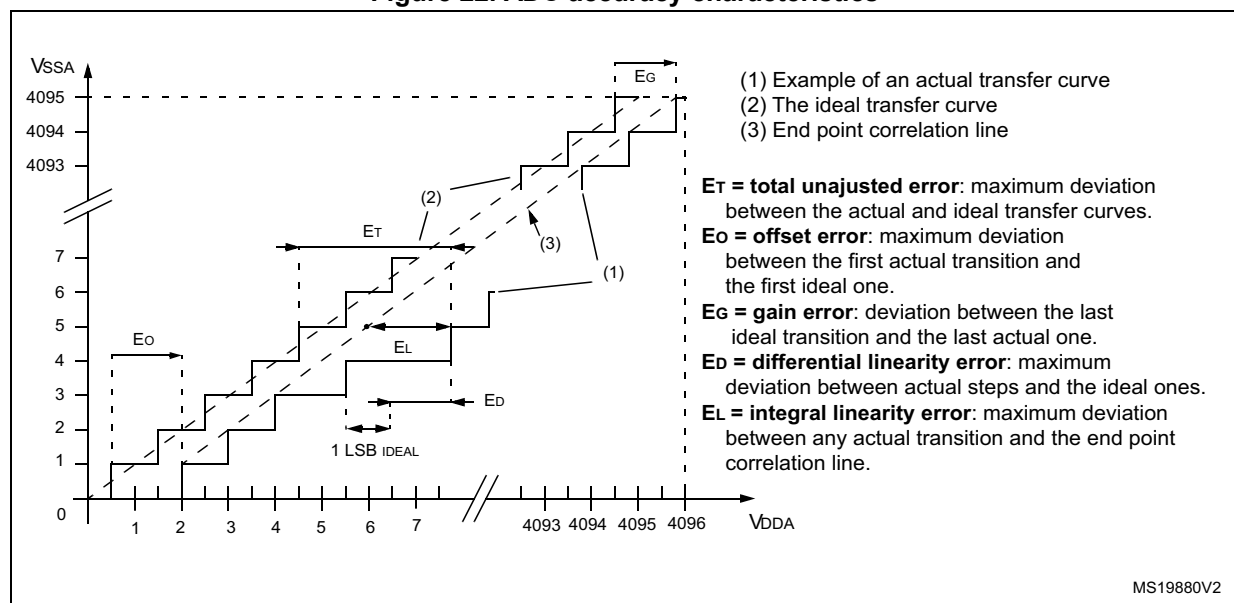 Figure 22. ADC accuracy characteristics
VSSA
EG
4095
4094
4093
(2)
ET
(3)
7
(1)
6
5
EO
EL
4
3
ED
2
1 LSB IDEAL
1
0
1 2 3 4 5 6 7 4093 4094 4095 4096
VDDA
(1) Example of an actual transfer curve
(2) The ideal transfer curve
(3) End point correlation line
ET = total unajusted error: maximum deviation
between the actual and ideal transfer curves.
EO = offset error: maximum deviation
between the first actual transition and
the first ideal one.
EG = gain error: deviation between the last
ideal transition and the last actual one.
ED = differential linearity error: maximum
deviation between actual steps and the ideal ones.
EL = integral linearity error: maximum deviation
between any actual transition and the end point
correlation line.
MS19880V2